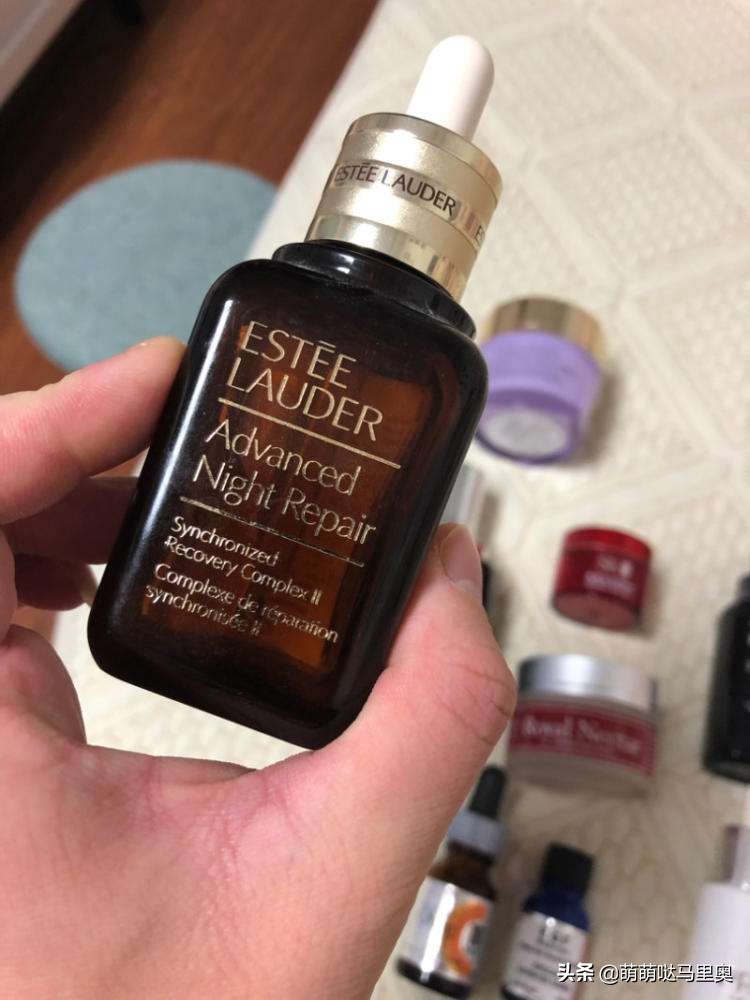 ESTĒE LAUDER
ESTĒE
LAUDER
Advanced
Night Repair
Synchronized
Recovery Complex II
Complexe de réparation
synchronisée II
Royal Nectar
头条 @萌萌哒马里奥